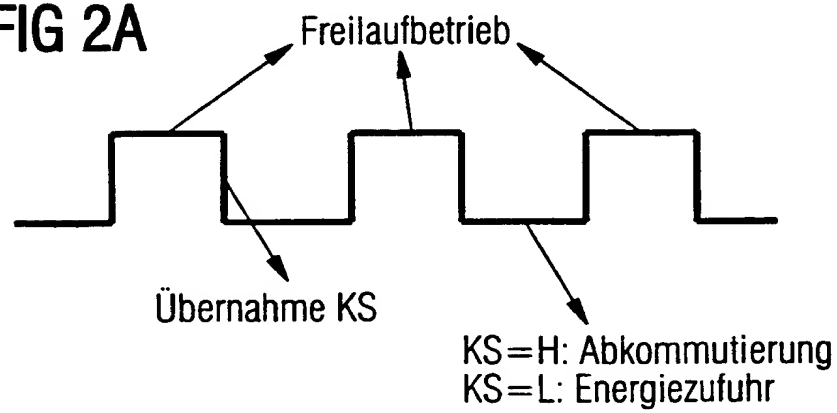 FIG 2A
Freilaufbetrieb
Übernahme KS
KS=H: Abkommutierung
KS=L: Energiezufuhr